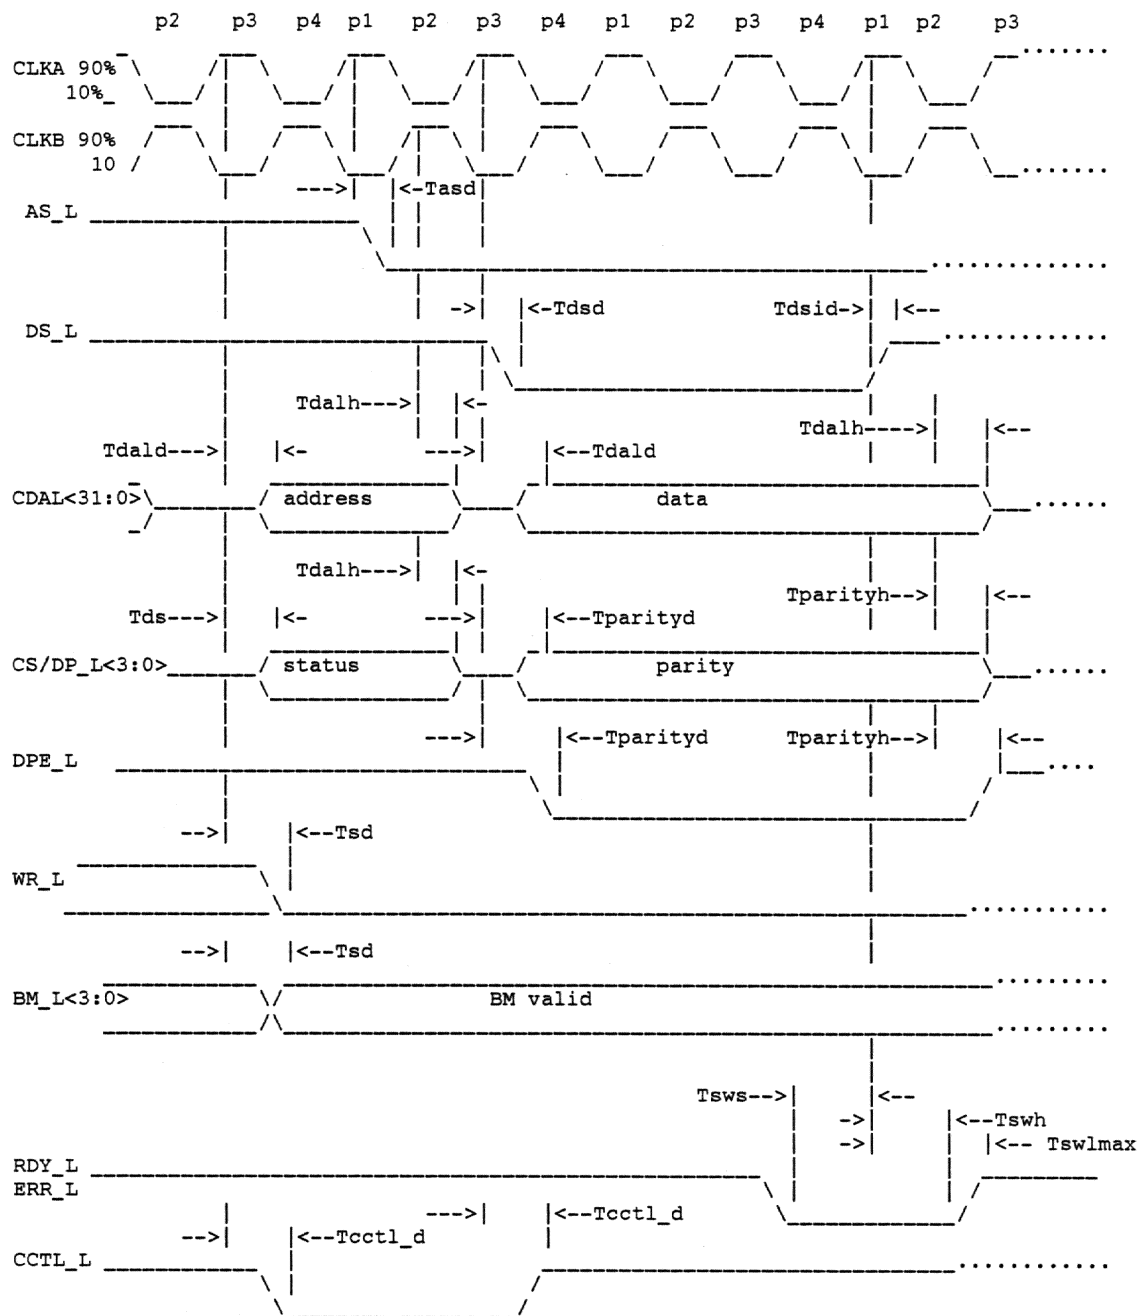 p2 p3 p4 p1 p2 p3 p4 p1 p2 p3 p4 p1 p2 p3
CLKA 90%
10%
CLKB 90%
10
--->| |<-Tasd
AS_L
->| |<-Tdsd Tdsid->| |<--
DS_L
Tdalh--->| |<-
Tdalh---->| |<--
Tdald---->| |<- --->| |<--Tdald
CDAL<31:0> address data
Tdalh--->| |<-
Tparityh-->| |<--
Tds--->| |<- --->| |<--Tparityd
CS/DP_L<3:0> status parity
--->| |<--Tparityd Tparityh-->| |<--
DPE_L
-->| |<--Tsd
WR_L
-->| |<--Tsd
BM_L<3:0> BM valid
Tsws-->| |<--
->| |<--Tswh
->| |<-- Tswlmax
RDY_L
ERR_L
--->| |<--Tcctl_d
-->| |<--Tcctl_d
CCTL_L